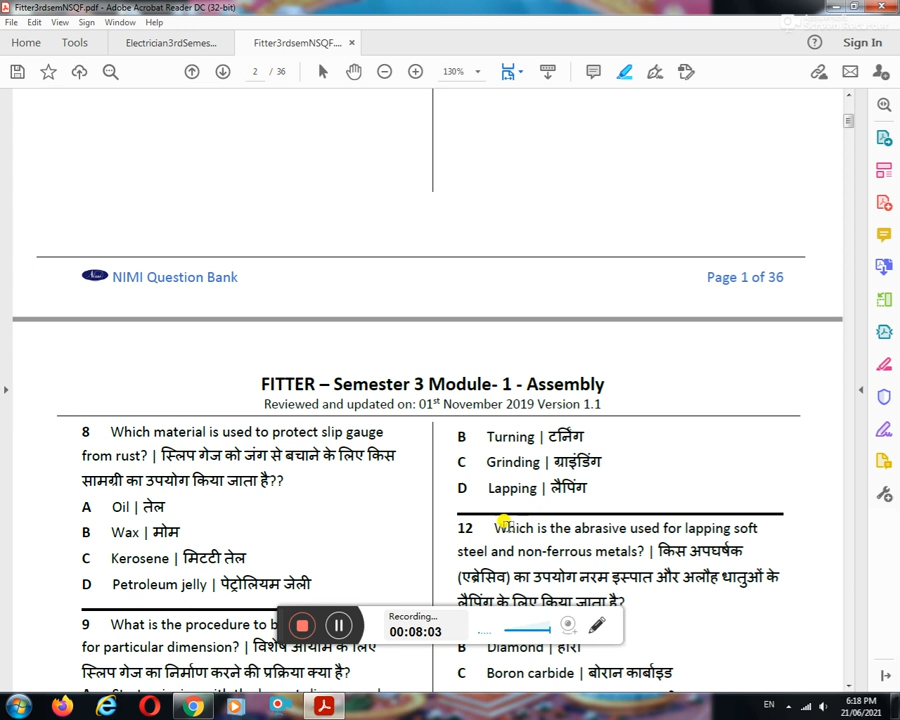 Fitter3rdsemNSQF.pdf - Adobe Acrobat Reader DC (32-bit)
File Edit View Sign Window Help
Home Tools Electrician3rdSemes... Fitter3rdsemNSQF.... × Sign In
2 / 36 130%
NIMI Question Bank Page 1 of 36
FITTER – Semester 3 Module- 1 - Assembly
Reviewed and updated on: 01st November 2019 Version 1.1
8 Which material is used to protect slip gauge
from rust? | स्लिप गेज को जंग से बचाने के लिए किस
सामग्री का उपयोग किया जाता है??
A Oil | तेल
B Wax | मोम
C Kerosene | मिटटी तेल
D Petroleum jelly | पेट्रोलियम जेली
9 What is the procedure to b
for particular dimension? | विशेष आयाम के लिए
स्लिप गेज का निर्माण करने की प्रक्रिया क्या है?
B Turning | टर्निंग
C Grinding | ग्राइंडिंग
D Lapping | लैपिंग
12 Which is the abrasive used for lapping soft
steel and non-ferrous metals? | किस अपघर्षक
(एब्रेसिव) का उपयोग नरम इस्पात और अलौह धातुओं के
लैपिंग के लिए किया जाता है?
B Diamond | हीरा
C Boron carbide | बोरान कार्बाइड
Recording...
00:08:03
EN 6:18 PM
21/06/2021